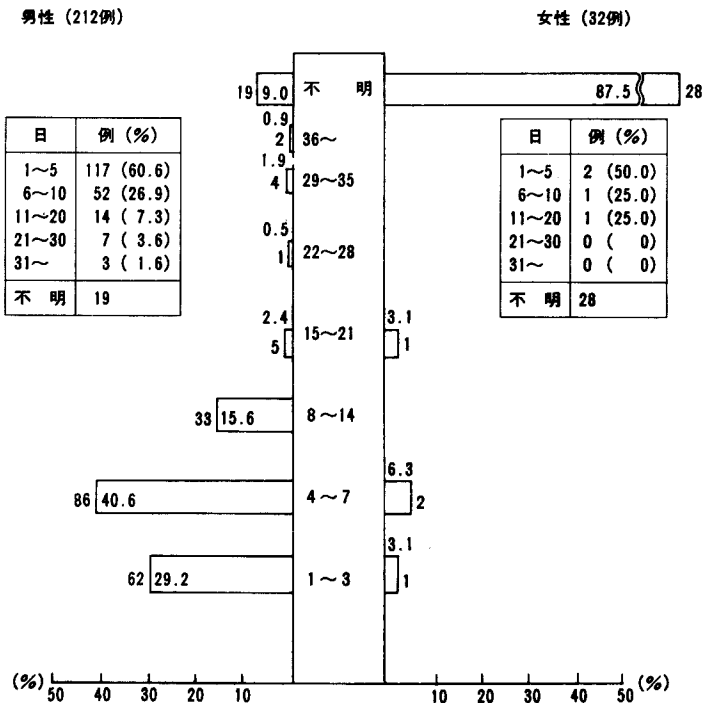 男性 (212例)
女性 (32例)
19 9.0 不明 87.5 28
0.9
2 36～
1.9
4 29～35
0.5
1 22～28
2.4 3.1
5 15～21 1
33 15.6 8～14
6.3
86 40.6 4～7 2
3.1
62 29.2 1～3 1
(%) 50 40 30 20 10 10 20 30 40 50 (%)
日 例 (%)
1～5 117 (60.6)
6～10 52 (26.9)
11～20 14 ( 7.3)
21～30 7 ( 3.6)
31～ 3 ( 1.6)
不明 19
日 例 (%)
1～5 2 (50.0)
6～10 1 (25.0)
11～20 1 (25.0)
21～30 0 ( 0)
31～ 0 ( 0)
不明 28